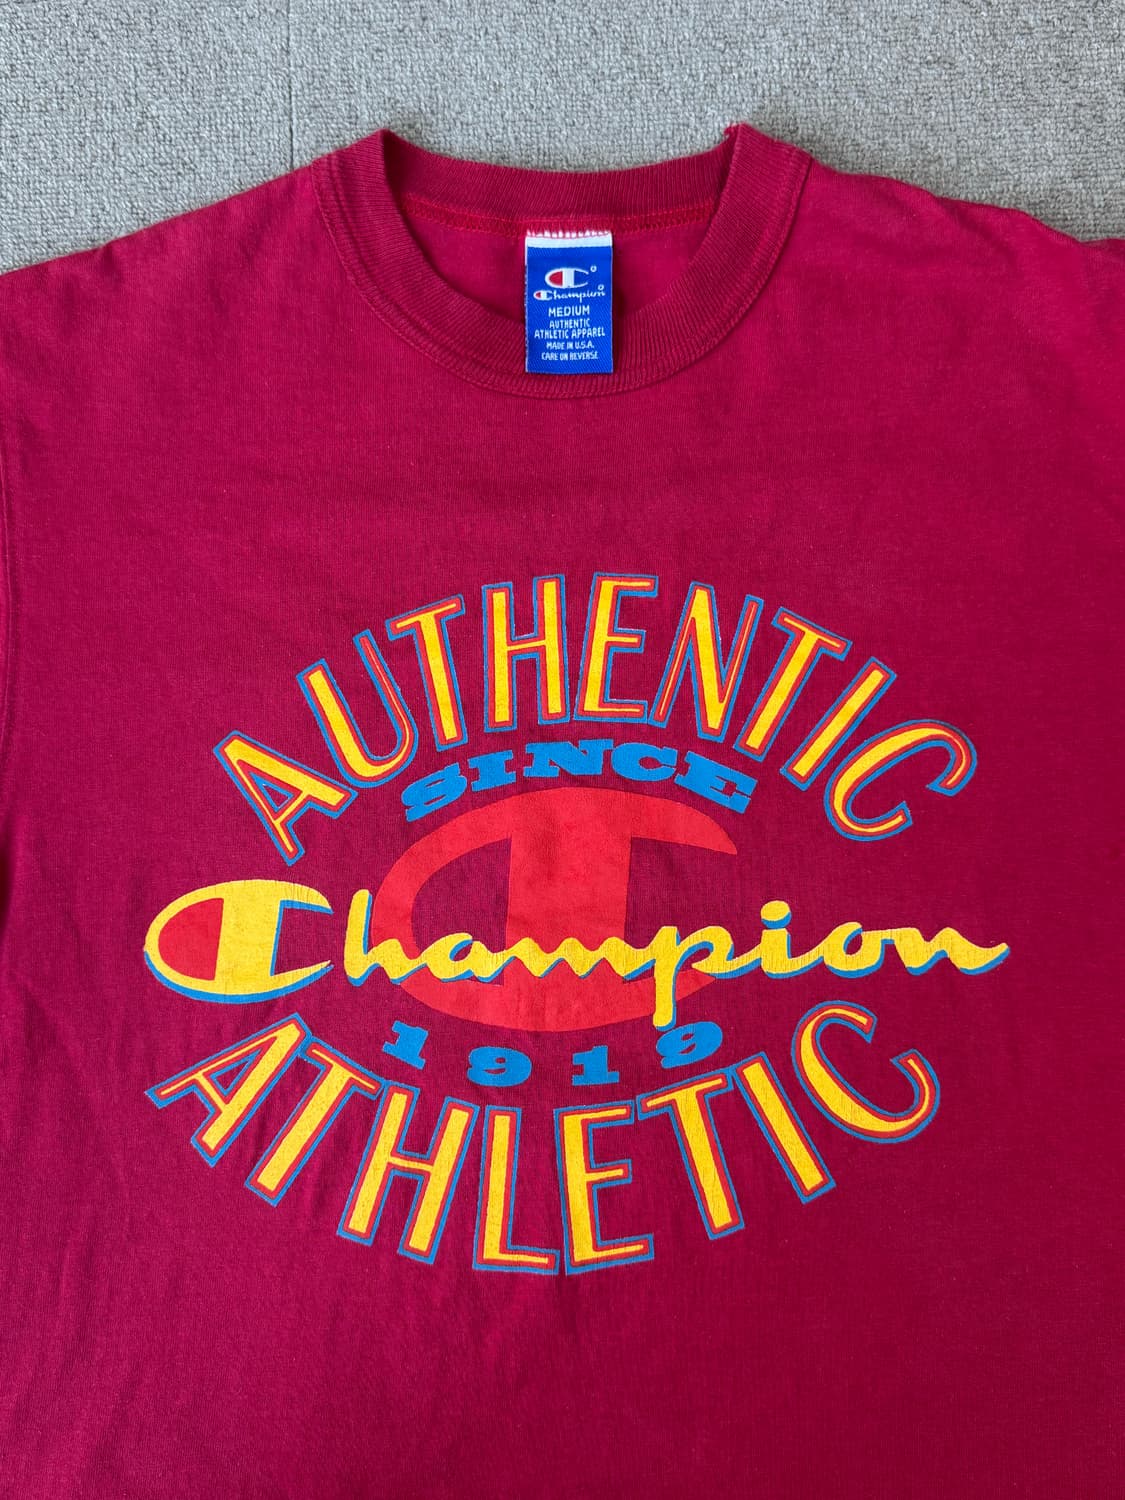 Champion
MEDIUM
AUTHENTIC
ATHLETIC APPAREL
MADE IN U.S.A.
CARE ON REVERSE
AUTHENTIC
SINCE
Champion
1919
ATHLETIC